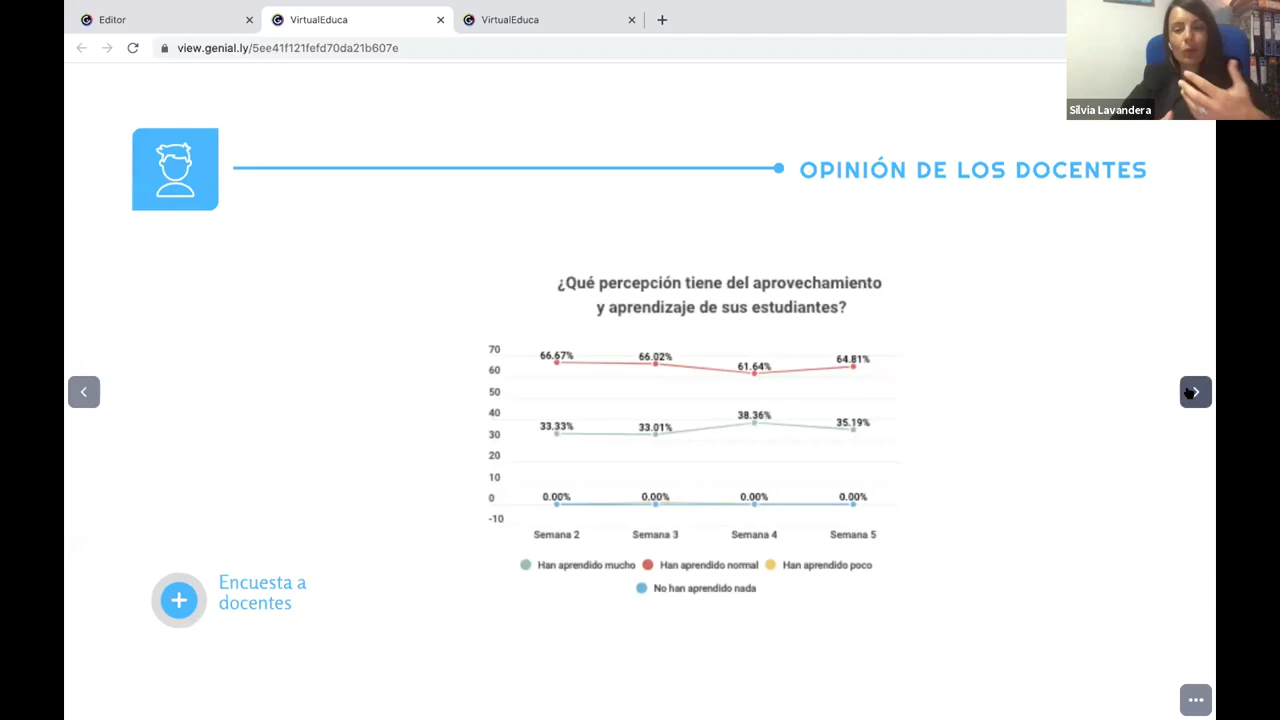 Editor
VirtualEduca
VirtualEduca
view.genial.ly/5ee41f121fefd70da21b607e
Silvia Lavandera
OPINIÓN DE LOS DOCENTES
¿Qué percepción tiene del aprovechamiento
y aprendizaje de sus estudiantes?
70
60
50
40
30
20
10
0
-10
66.67% 66.02% 61.64% 64.81%
33.33% 33.01% 38.36% 35.19%
0.00% 0.00% 0.00% 0.00%
Semana 2 Semana 3 Semana 4 Semana 5
Han aprendido mucho Han aprendido normal Han aprendido poco
No han aprendido nada
Encuesta a
docentes